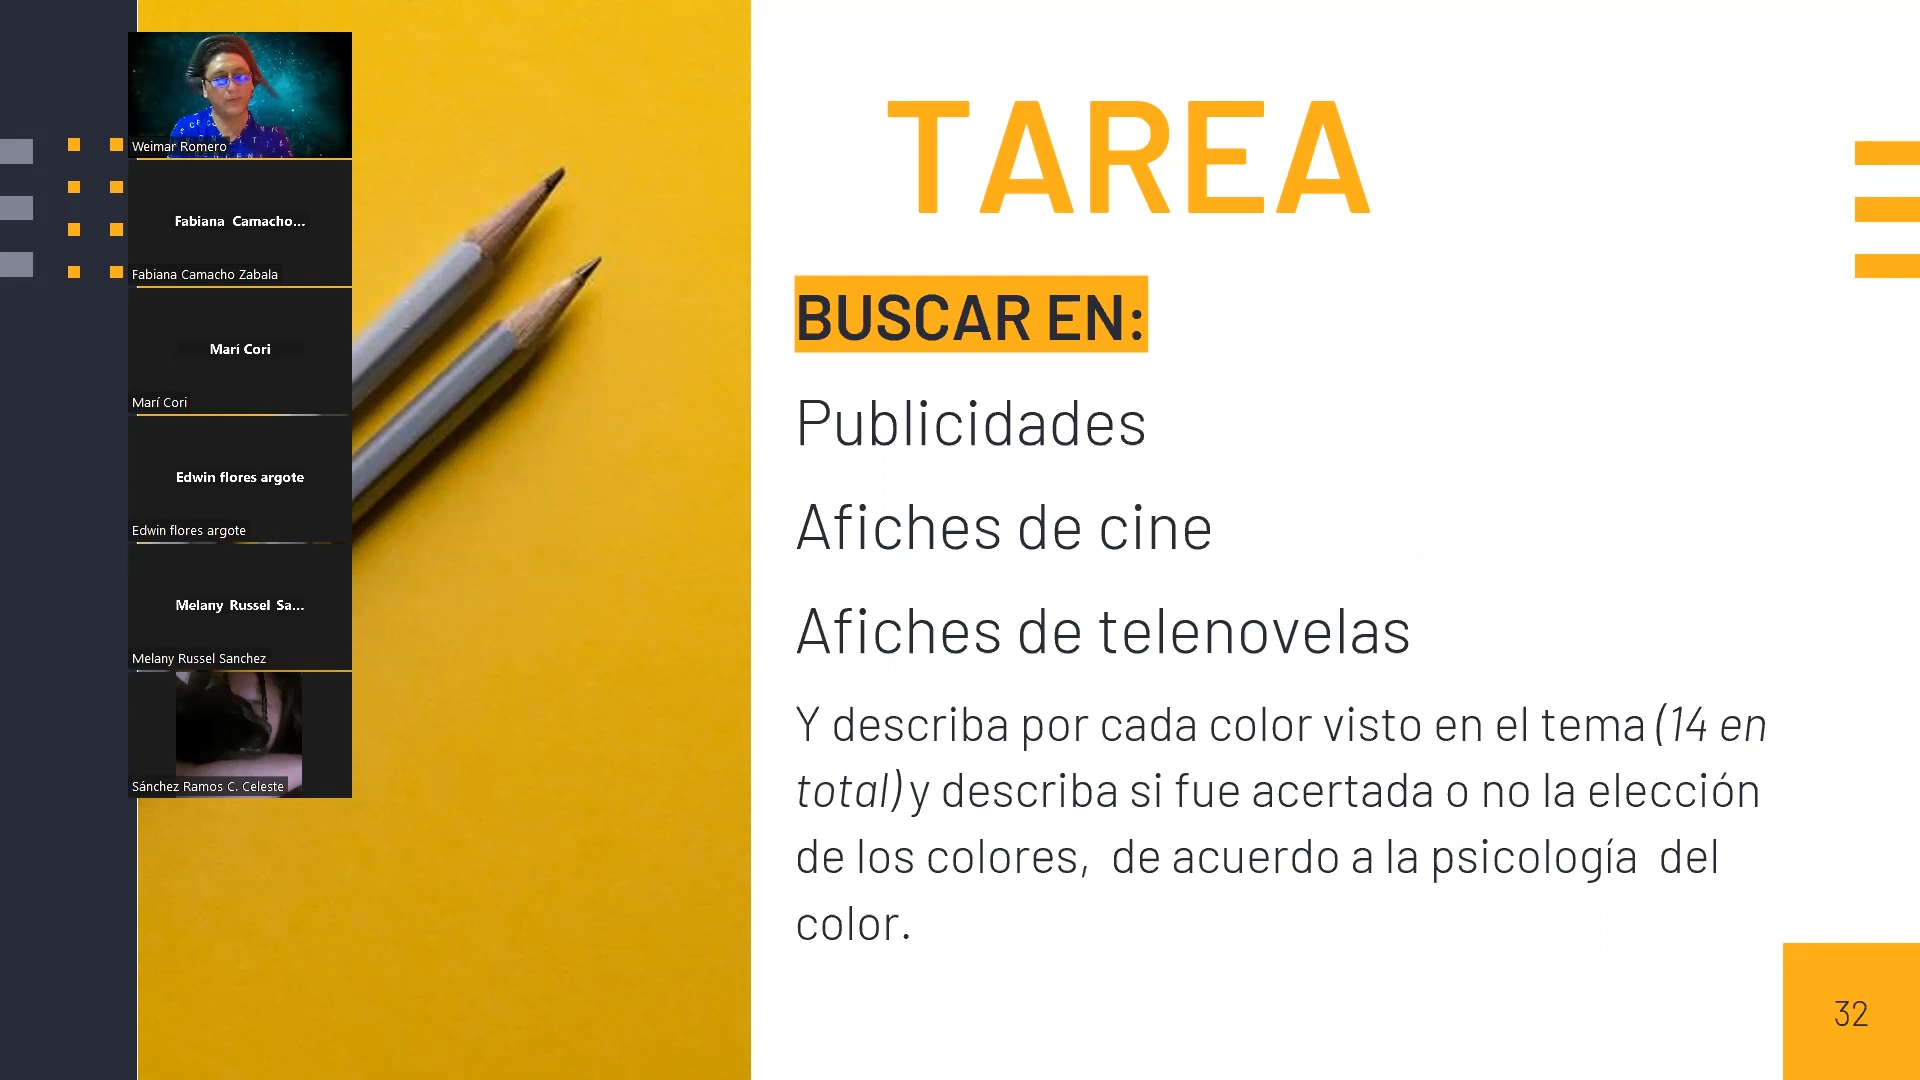 Weimar Romero
Fabiana Camacho...
Fabiana Camacho Zabala
Marí Cori
Marí Cori
Edwin flores argote
Edwin flores argote
Melany Russel Sa...
Melany Russel Sanchez
Sánchez Ramos C. Celeste
TAREA
BUSCAR EN:
Publicidades
Afiches de cine
Afiches de telenovelas
Y describa por cada color visto en el tema (14 en
total) y describa si fue acertada o no la elección
de los colores, de acuerdo a la psicología del
color.
32